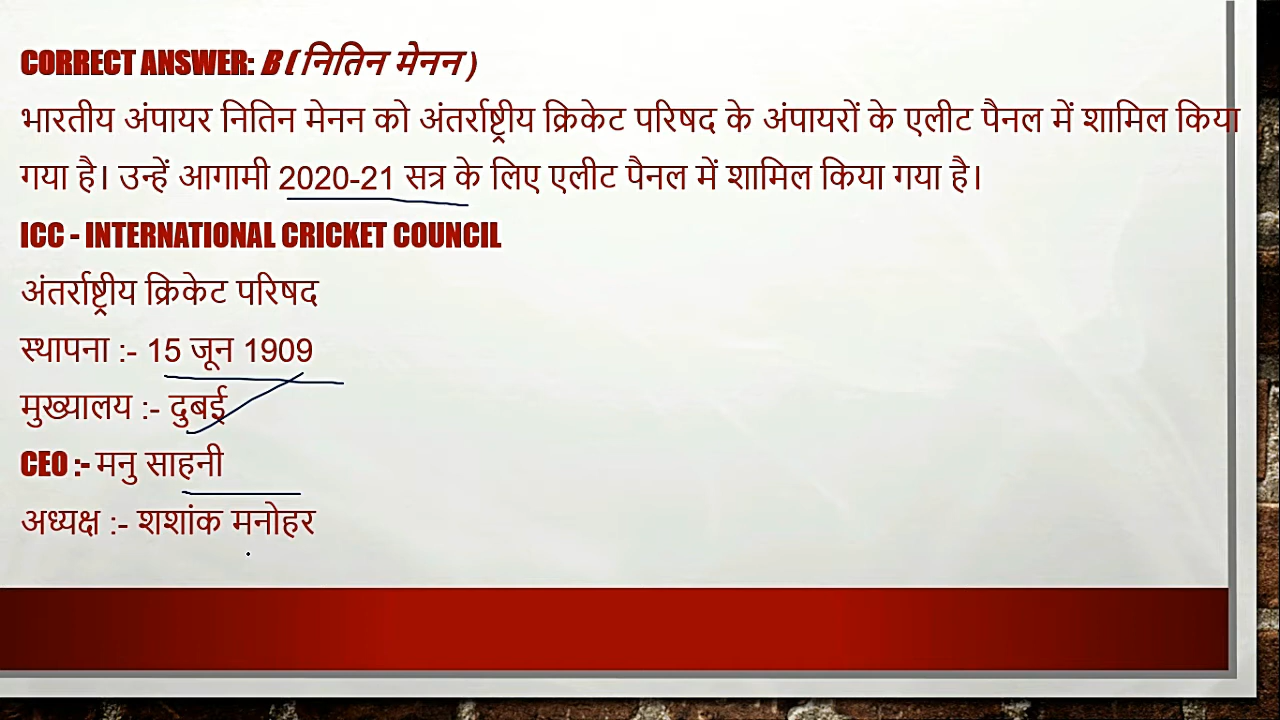 CORRECT ANSWER: B ( नितिन मेनन )
भारतीय अंपायर नितिन मेनन को अंतर्राष्ट्रीय क्रिकेट परिषद के अंपायरों के एलीट पैनल में शामिल किया
गया है। उन्हें आगामी 2020-21 सत्र के लिए एलीट पैनल में शामिल किया गया है।
ICC - INTERNATIONAL CRICKET COUNCIL
अंतर्राष्ट्रीय क्रिकेट परिषद
स्थापना :- 15 जून 1909
मुख्यालय :- दुबई
CEO :- मनु साहनी
अध्यक्ष :- शशांक मनोहर